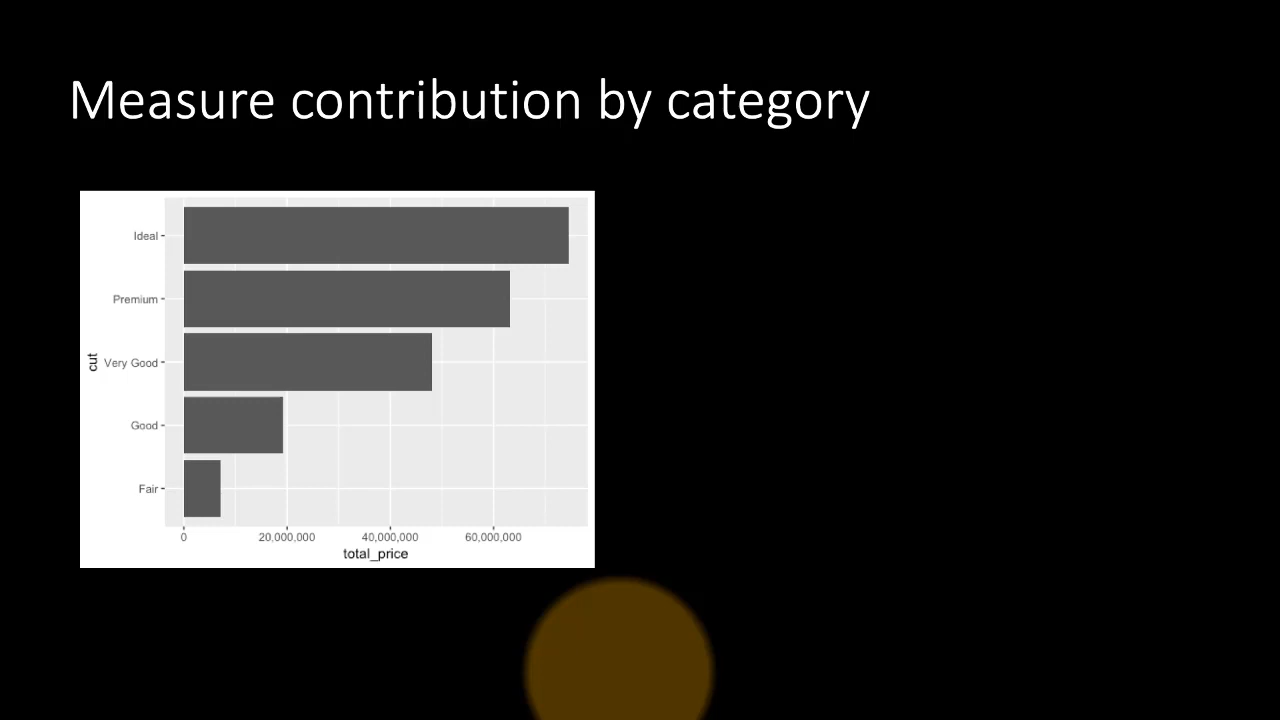 Measure contribution by category
Ideal
Premium
cut
Very Good
Good
Fair
0 20,000,000 40,000,000 60,000,000
total_price